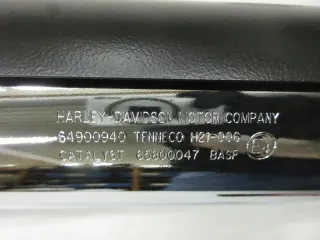 HARLEY-DAVIDSON MOTOR COMPANY
64900940 TENNECO H21-006
CATALYST 65800047 BASF